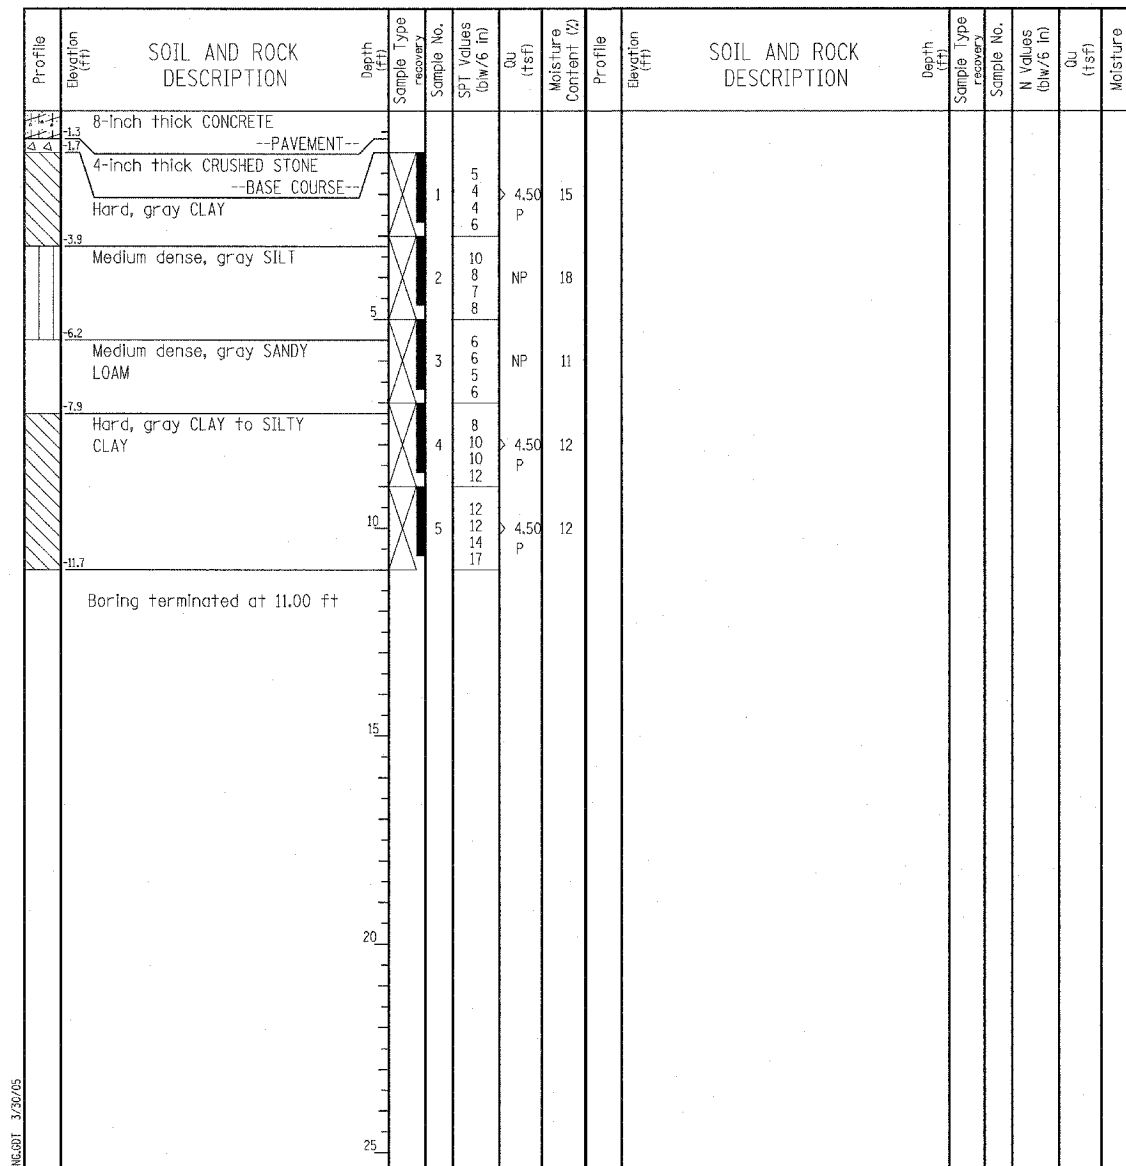 Profile
Elevation
(ft)
SOIL AND ROCK
DESCRIPTION
Depth
(ft)
Sample Type
recovery
Sample No.
SPT Values
(blw/6 in)
Qu
(tsf)
Moisture
Content (%)
Profile
Elevation
(ft)
SOIL AND ROCK
DESCRIPTION
Depth
(ft)
Sample Type
recovery
Sample No.
N Values
(blw/6 in)
Qu
(tsf)
Moisture
8-inch thick CONCRETE
-1.3
--PAVEMENT--
-1.7
4-inch thick CRUSHED STONE
--BASE COURSE--
Hard, gray CLAY
1
5
4
4
6
> 4.50
P
15
-3.9
Medium dense, gray SILT
2
10
8
7
8
NP
18
5
-6.2
Medium dense, gray SANDY
LOAM
3
6
6
5
6
NP
11
-7.9
Hard, gray CLAY to SILTY
CLAY
4
8
10
10
12
> 4.50
P
12
10
5
12
12
14
17
> 4.50
P
12
-11.7
Boring terminated at 11.00 ft
15
20
25
NG.GDT 3/30/05